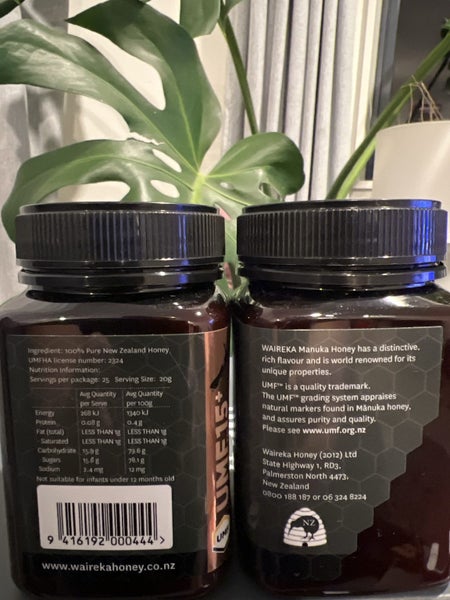 Ingredient: 100% Pure New Zealand Honey
UMFHA license number: 2324
Nutrition Information:
Servings per package: 25 Serving Size: 20g
Avg Quantity per Serve Avg Quantity per 100g
Energy 268 kJ 1340 kJ
Protein 0.08 g 0.4 g
Fat (total) LESS THAN 1g LESS THAN 1g
Saturated LESS THAN 1g LESS THAN 1g
Carbohydrate 15.9 g 79.6 g
Sugars 15.6 g 78.1 g
Sodium 2.4 mg 12 mg
Not suitable for infants under 12 months old
9 416192 000444 >
www.wairekahoney.co.nz
UMF 15+
UMF
WAIREKA Manuka Honey has a distinctive,
rich flavour and is world renowned for its
unique properties.
UMF™ is a quality trademark.
The UMF™ grading system appraises
natural markers found in Mānuka honey,
and assures purity and quality.
Please see www.umf.org.nz
Waireka Honey (2012) Ltd
State Highway 1, RD3,
Palmerston North 4473,
New Zealand
0800 188 187 or 06 324 8224
NZ